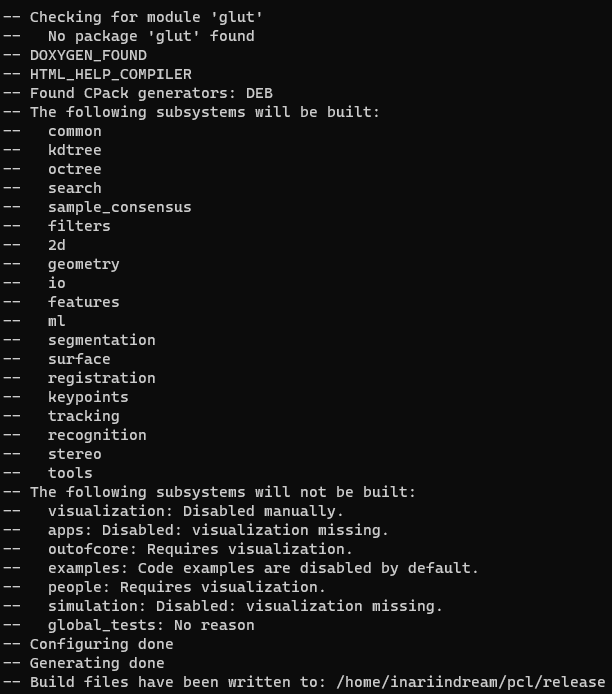 -- Checking for module 'glut'
--   No package 'glut' found
-- DOXYGEN_FOUND
-- HTML_HELP_COMPILER
-- Found CPack generators: DEB
-- The following subsystems will be built:
--   common
--   kdtree
--   octree
--   search
--   sample_consensus
--   filters
--   2d
--   geometry
--   io
--   features
--   ml
--   segmentation
--   surface
--   registration
--   keypoints
--   tracking
--   recognition
--   stereo
--   tools
-- The following subsystems will not be built:
--   visualization: Disabled manually.
--   apps: Disabled: visualization missing.
--   outofcore: Requires visualization.
--   examples: Code examples are disabled by default.
--   people: Requires visualization.
--   simulation: Disabled: visualization missing.
--   global_tests: No reason
-- Configuring done
-- Generating done
-- Build files have been written to: /home/inariindream/pcl/release